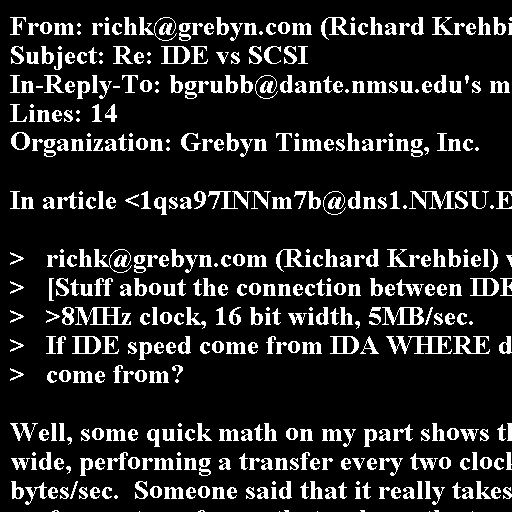 From: richk@grebyn.com (Richard Krehbi
Subject: Re: IDE vs SCSI
In-Reply-To: bgrubb@dante.nmsu.edu's m
Lines: 14
Organization: Grebyn Timesharing, Inc.
In article <1qsa97INNm7b@dns1.NMSU.E
> richk@grebyn.com (Richard Krehbiel) w
> [Stuff about the connection between IDE
> >8MHz clock, 16 bit width, 5MB/sec.
> If IDE speed come from IDA WHERE d
> come from?
Well, some quick math on my part shows th
wide, performing a transfer every two clock
bytes/sec. Someone said that it really takes